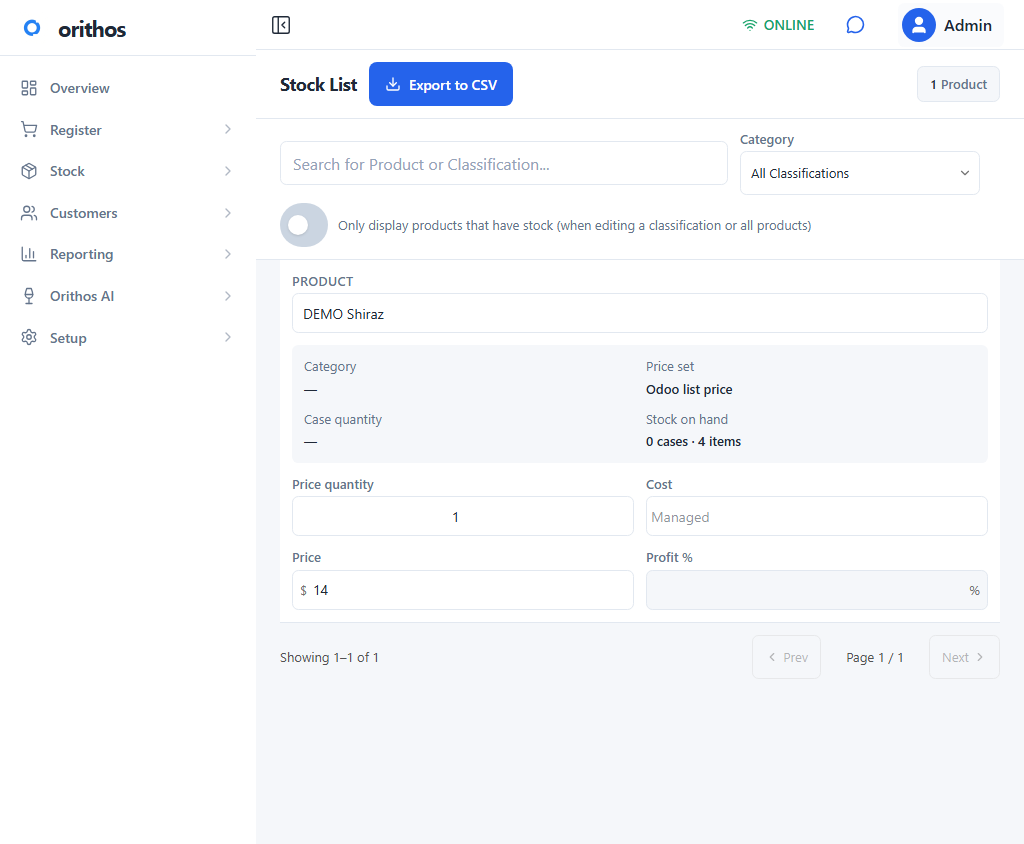 orithos
ONLINE
Admin
Overview
Register
Stock
Customers
Reporting
Orithos AI
Setup
Stock List
Export to CSV
1 Product
Search for Product or Classification...
Category
All Classifications
Only display products that have stock (when editing a classification or all products)
PRODUCT
DEMO Shiraz
Category
—
Price set
Odoo list price
Case quantity
—
Stock on hand
0 cases · 4 items
Price quantity
1
Cost
Managed
Price
$ 14
Profit %
%
Showing 1–1 of 1
Prev
Page 1 / 1
Next